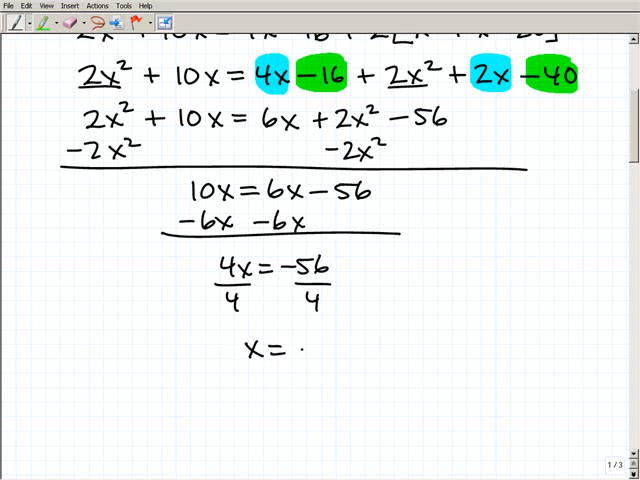 File Edit View Insert Actions Tools Help
2x² + 10x = 4x - 16 + 2x² + 2x - 40
2x² + 10x = 6x + 2x² - 56
-2x² -2x²
10x = 6x - 56
-6x -6x
4x = -56
4 4
x =
1 / 3